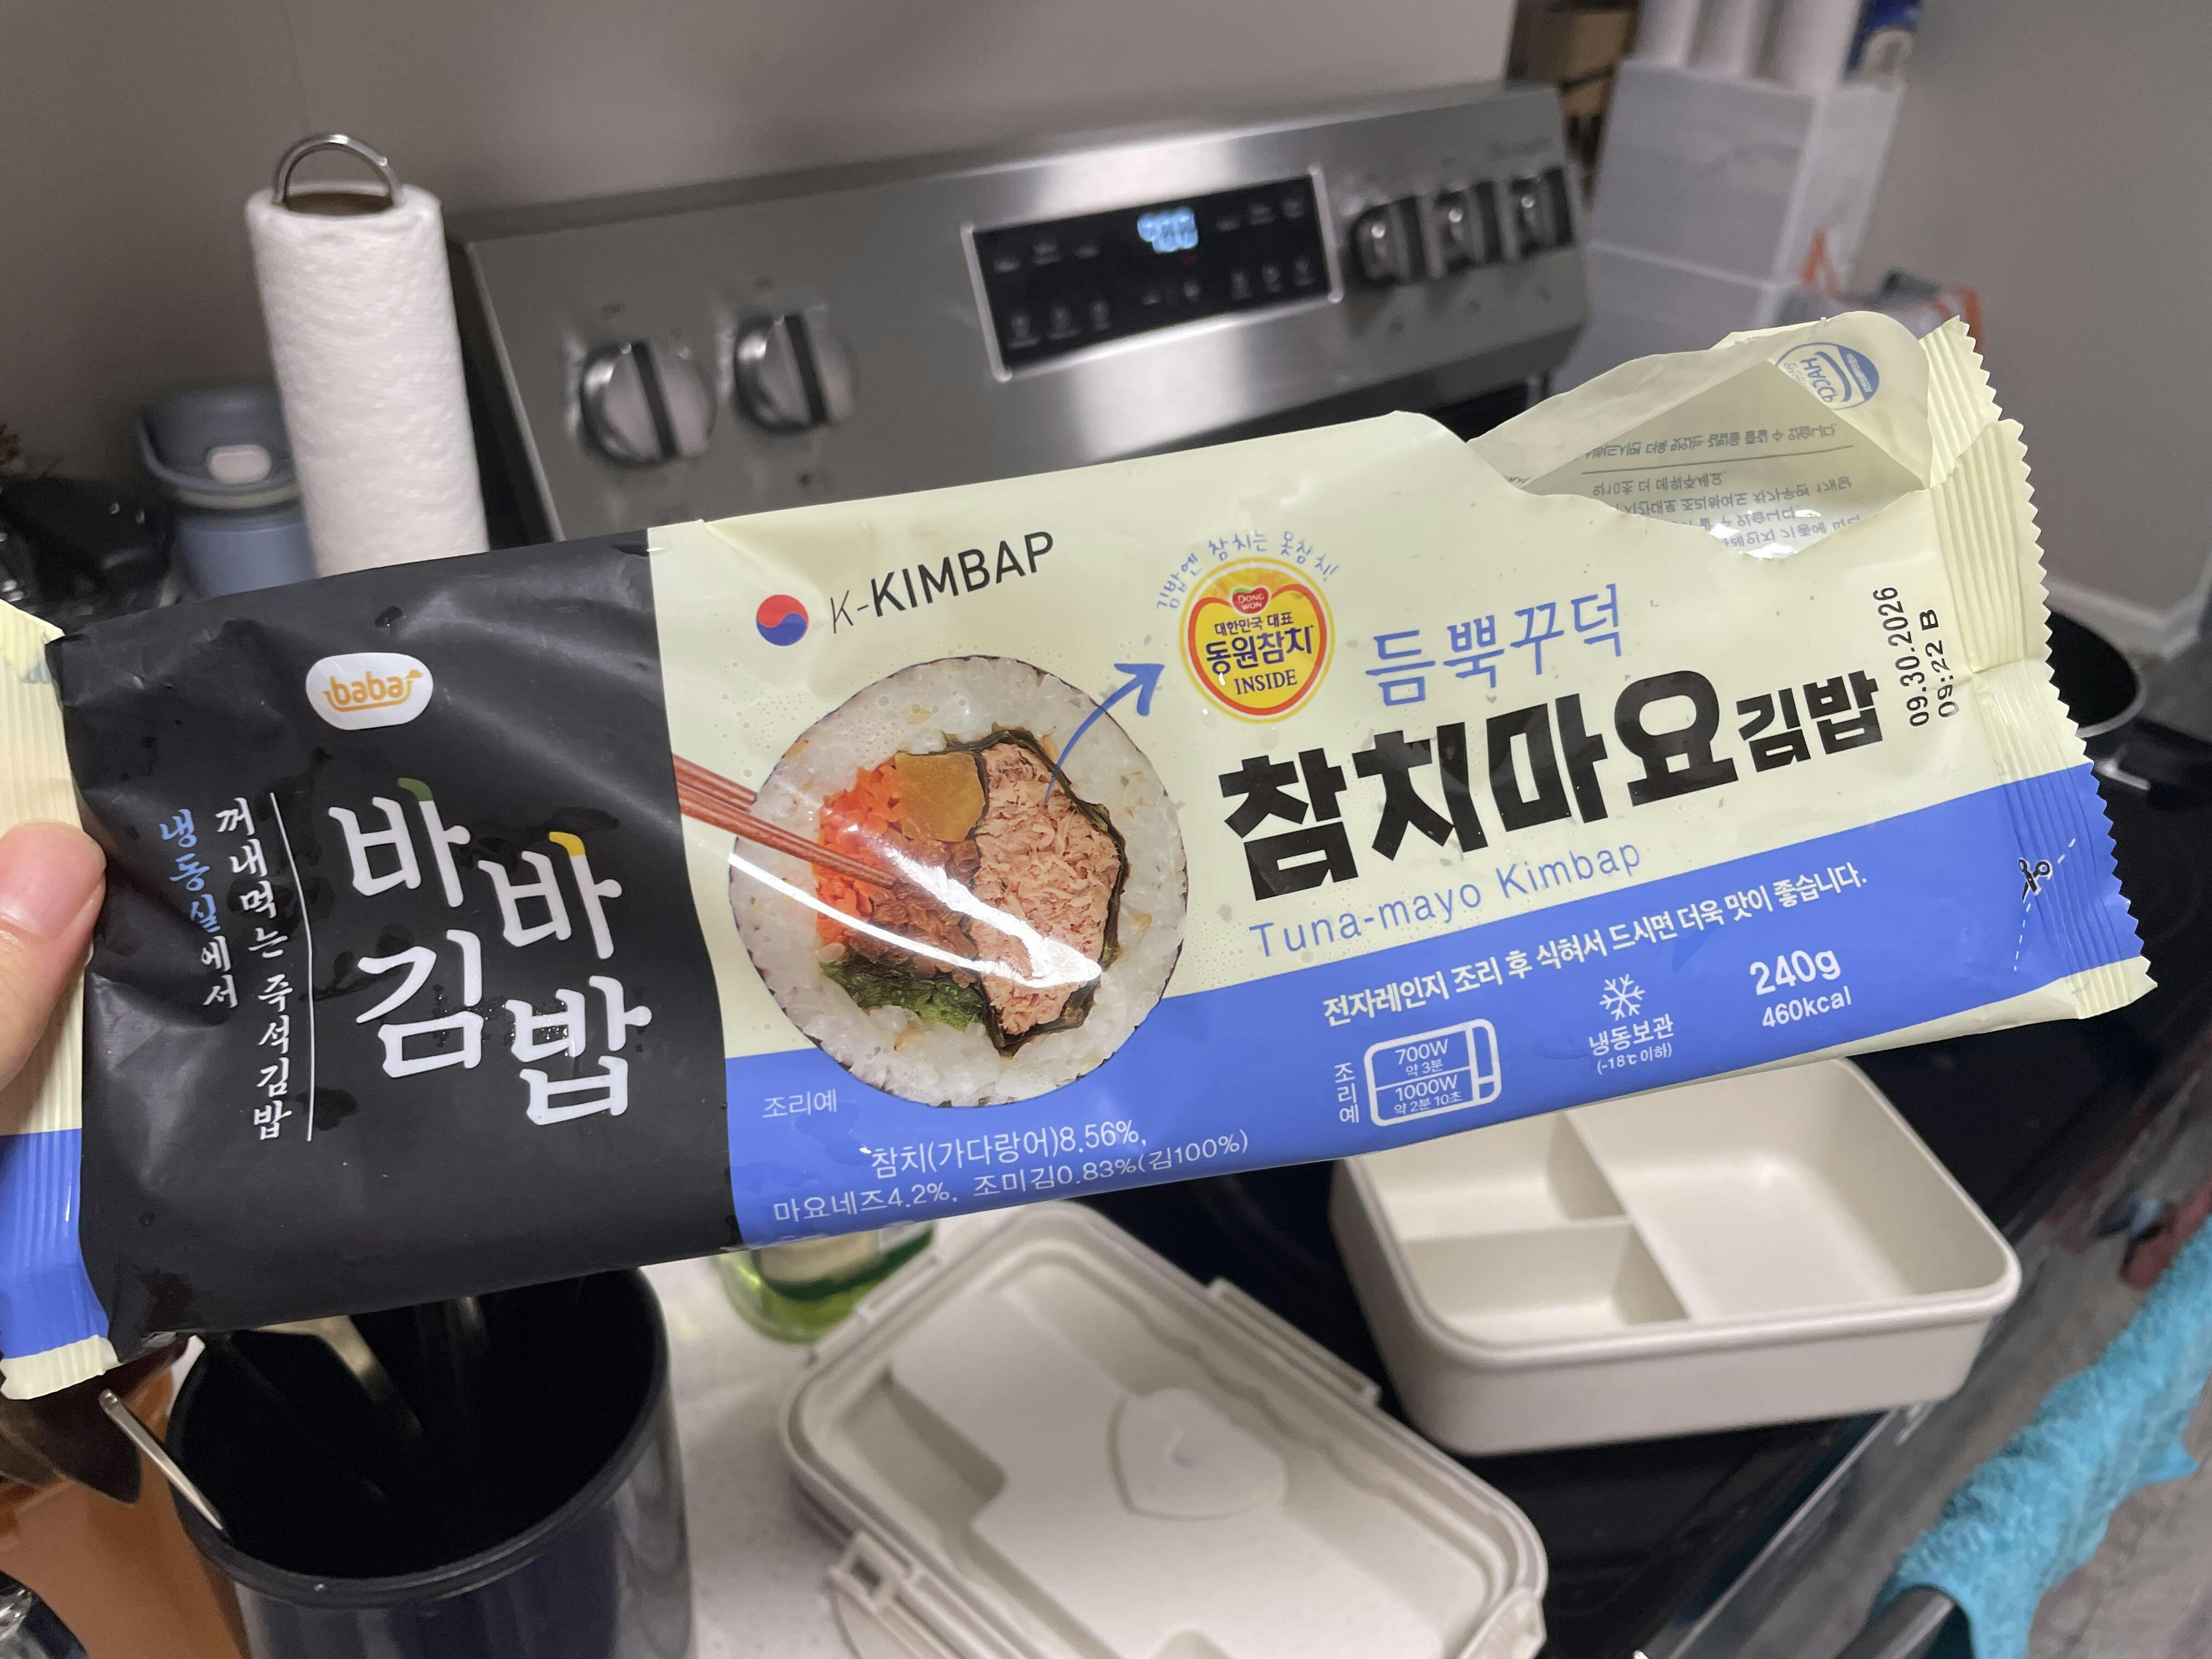 baba
바바
김밥
냉동실에서
꺼내먹는 즉석김밥
K-KIMBAP
김밥엔 참치는 동참치!
DONG WON
대한민국 대표
동원참치
INSIDE
듬뿍꾸덕
참치마요김밥
Tuna-mayo Kimbap
09.30.2026
09:22 B
전자레인지 조리 후 식혀서 드시면 더욱 맛이 좋습니다.
조리예
700W
약 3분
1000W
약 2분 10초
냉동보관
(-18℃ 이하)
240g
460kcal
조리예
참치(가다랑어)8.56%,
마요네즈4.2%, 조미김0.83%(김100%)
HACCP